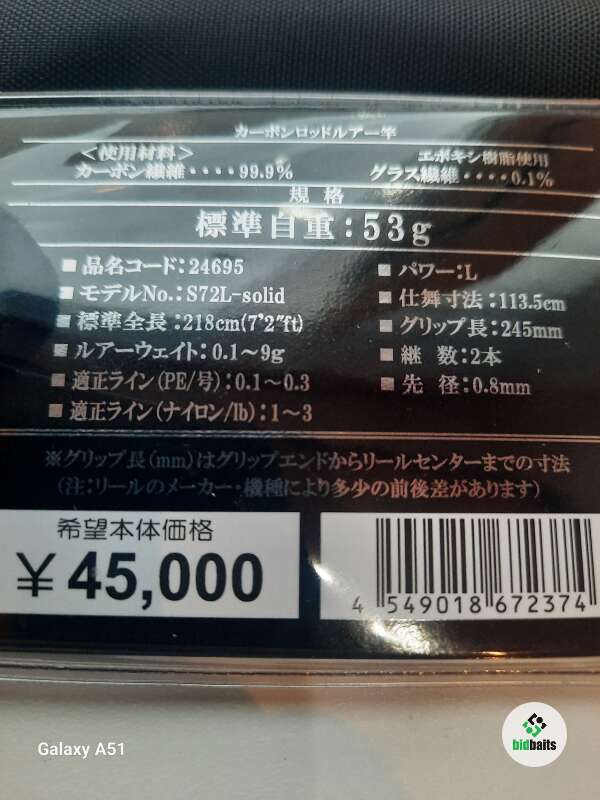 カーボンロッドルアー竿
<使用材料> エポキシ樹脂使用
カーボン繊維・・・・99.9% グラス繊維・・・・0.1%
規 格
標準自重:53g
■ 品名コード:24695 ■ パワー:L
■ モデルNo.:S72L-solid ■ 仕舞寸法:113.5cm
■ 標準全長:218cm(7'2"ft) ■ グリップ長:245mm
■ ルアーウェイト:0.1〜9g ■ 継 数:2本
■ 適正ライン(PE/号):0.1〜0.3 ■ 先 径:0.8mm
■ 適正ライン(ナイロン/lb):1〜3
※グリップ長(mm)はグリップエンドからリールセンターまでの寸法
(注:リールのメーカー・機種により多少の前後差があります)
希望本体価格
¥45,000
4 549018 672374
Galaxy A51
bidbaits